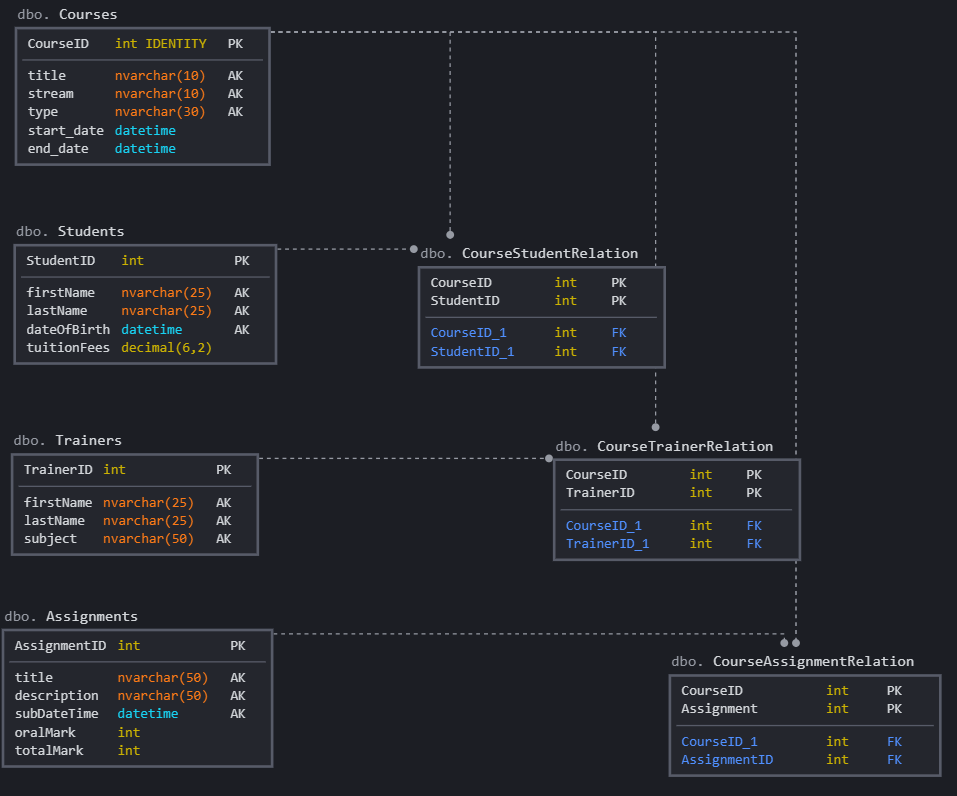 dbo. Courses
CourseID int IDENTITY PK
title nvarchar(10) AK
stream nvarchar(10) AK
type nvarchar(30) AK
start_date datetime
end_date datetime
dbo. Students
StudentID int PK
firstName nvarchar(25) AK
lastName nvarchar(25) AK
dateOfBirth datetime AK
tuitionFees decimal(6,2)
dbo. CourseStudentRelation
CourseID int PK
StudentID int PK
CourseID_1 int FK
StudentID_1 int FK
dbo. Trainers
TrainerID int PK
firstName nvarchar(25) AK
lastName nvarchar(25) AK
subject nvarchar(50) AK
dbo. CourseTrainerRelation
CourseID int PK
TrainerID int PK
CourseID_1 int FK
TrainerID_1 int FK
dbo. Assignments
AssignmentID int PK
title nvarchar(50) AK
description nvarchar(50) AK
subDateTime datetime AK
oralMark int
totalMark int
dbo. CourseAssignmentRelation
CourseID int PK
Assignment int PK
CourseID_1 int FK
AssignmentID int FK